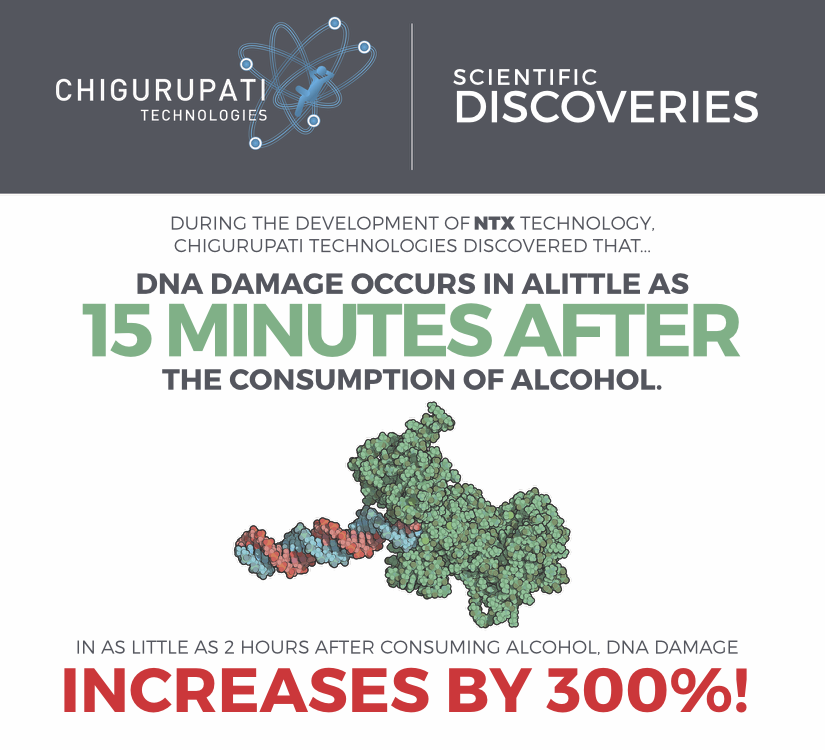 CHIGURUPATI
TECHNOLOGIES
SCIENTIFIC
DISCOVERIES
DURING THE DEVELOPMENT OF NTX TECHNOLOGY,
CHIGURUPATI TECHNOLOGIES DISCOVERED THAT...
DNA DAMAGE OCCURS IN ALITTLE AS
15 MINUTES AFTER
THE CONSUMPTION OF ALCOHOL.
IN AS LITTLE AS 2 HOURS AFTER CONSUMING ALCOHOL, DNA DAMAGE
INCREASES BY 300%!